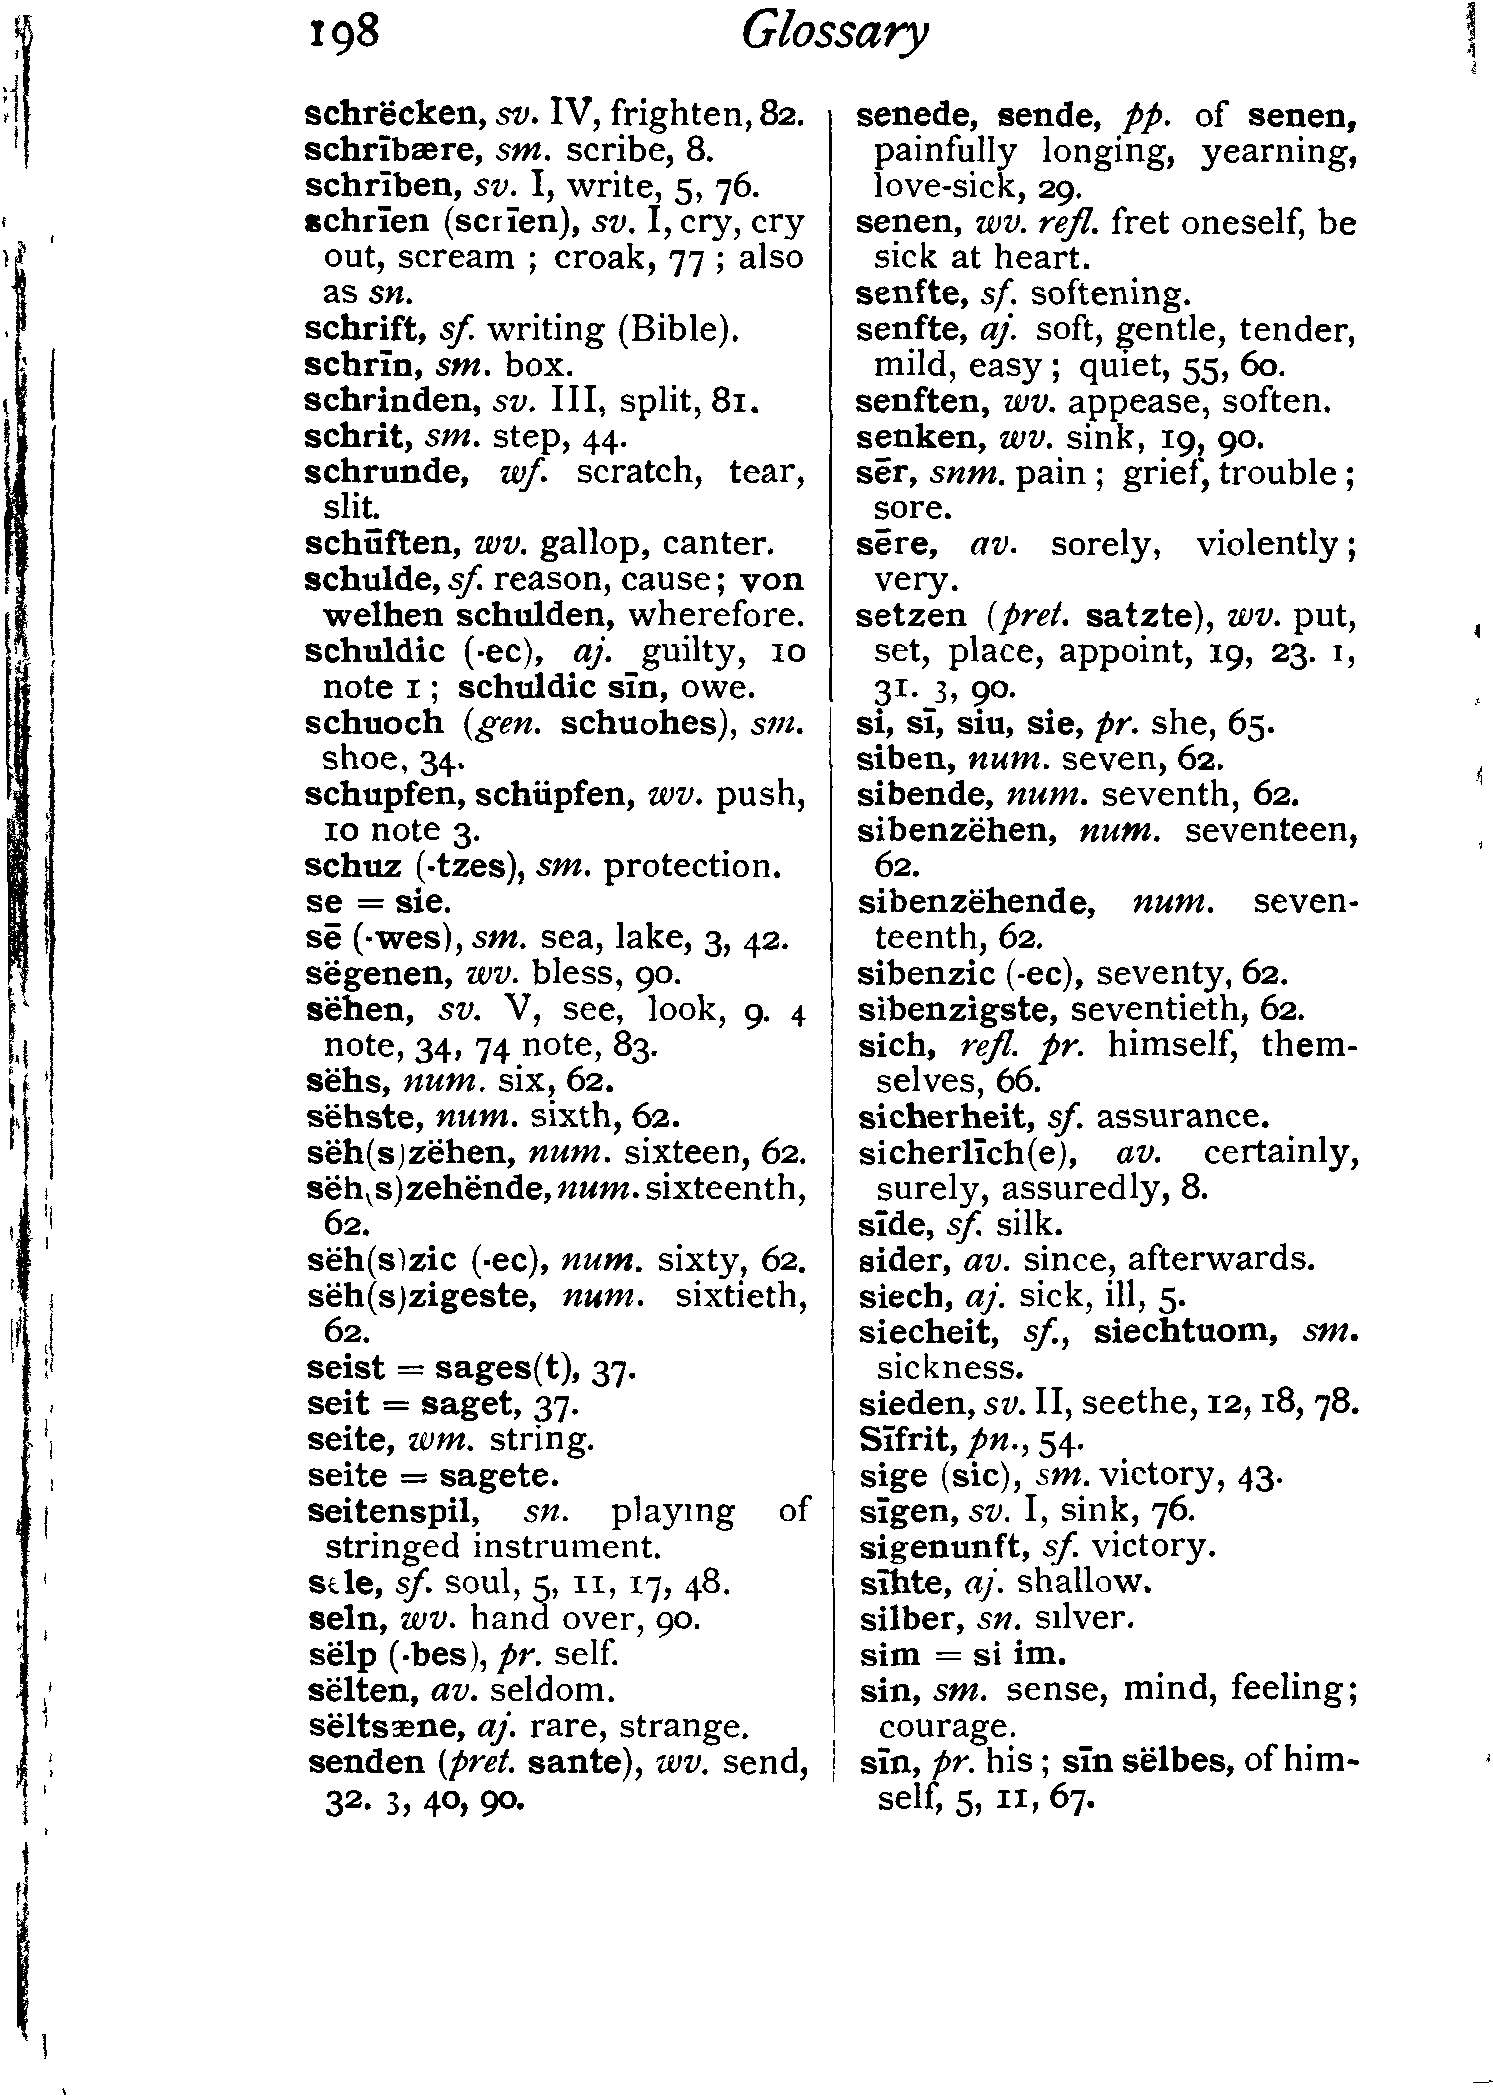 198
Glossary
schrëcken, sv. IV, frighten, 82.
schrībære, sm. scribe, 8.
schrīben, sv. I, write, 5, 76.
schrīen (scrīen), sv. I, cry, cry
out, scream ; croak, 77 ; also
as sn.
schrift, sf. writing (Bible).
schrīn, sm. box.
schrinden, sv. III, split, 81.
schrit, sm. step, 44.
schrunde, wf. scratch, tear,
slit.
schūften, wv. gallop, canter.
schulde, sf. reason, cause; von
welhen schulden, wherefore.
schuldic (-ec), aj. guilty, 10
note 1 ; schuldic sīn, owe.
schuoch (gen. schuohes), sm.
shoe, 34.
schupfen, schüpfen, wv. push,
10 note 3.
schuz (-tzes), sm. protection.
se = sie.
sē (-wes), sm. sea, lake, 3, 42.
sëgenen, wv. bless, 90.
sëhen, sv. V, see, look, 9. 4
note, 34, 74 note, 83.
sëhs, num. six, 62.
sëhste, num. sixth, 62.
sëh(s)zëhen, num. sixteen, 62.
sëh(s)zehënde, num. sixteenth,
62.
sëh(s)zic (-ec), num. sixty, 62.
sëh(s)zigeste, num. sixtieth,
62.
seist = sages(t), 37.
seit = saget, 37.
seite, wm. string.
seite = sagete.
seitenspil, sn. playing of
stringed instrument.
sēle, sf. soul, 5, 11, 17, 48.
seln, wv. hand over, 90.
sëlp (-bes), pr. self.
sëlten, av. seldom.
sëltsæne, aj. rare, strange.
senden (pret. sante), wv. send,
32. 3, 40, 90.
senede, sende, pp. of senen,
painfully longing, yearning,
love-sick, 29.
senen, wv. refl. fret oneself, be
sick at heart.
senfte, sf. softening.
senfte, aj. soft, gentle, tender,
mild, easy ; quiet, 55, 60.
senften, wv. appease, soften.
senken, wv. sink, 19, 90.
sēr, snm. pain ; grief, trouble ;
sore.
sēre, av. sorely, violently ;
very.
setzen (pret. satzte), wv. put,
set, place, appoint, 19, 23. 1,
31. 3, 90.
si, sī, siu, sie, pr. she, 65.
siben, num. seven, 62.
sibende, num. seventh, 62.
sibenzëhen, num. seventeen,
62.
sibenzëhende, num. seven-
teenth, 62.
sibenzic (-ec), seventy, 62.
sibenzigste, seventieth, 62.
sich, refl. pr. himself, them-
selves, 66.
sicherheit, sf. assurance.
sicherlīch(e), av. certainly,
surely, assuredly, 8.
sīde, sf. silk.
sider, av. since, afterwards.
siech, aj. sick, ill, 5.
siecheit, sf., siechtuom, sm.
sickness.
sieden, sv. II, seethe, 12, 18, 78.
Sīfrit, pn., 54.
sige (sic), sm. victory, 43.
sīgen, sv. I, sink, 76.
sigenunft, sf. victory.
sīhte, aj. shallow.
silber, sn. silver.
sim = si im.
sin, sm. sense, mind, feeling;
courage.
sīn, pr. his ; sīn sëlbes, of him-
self, 5, 11, 67.